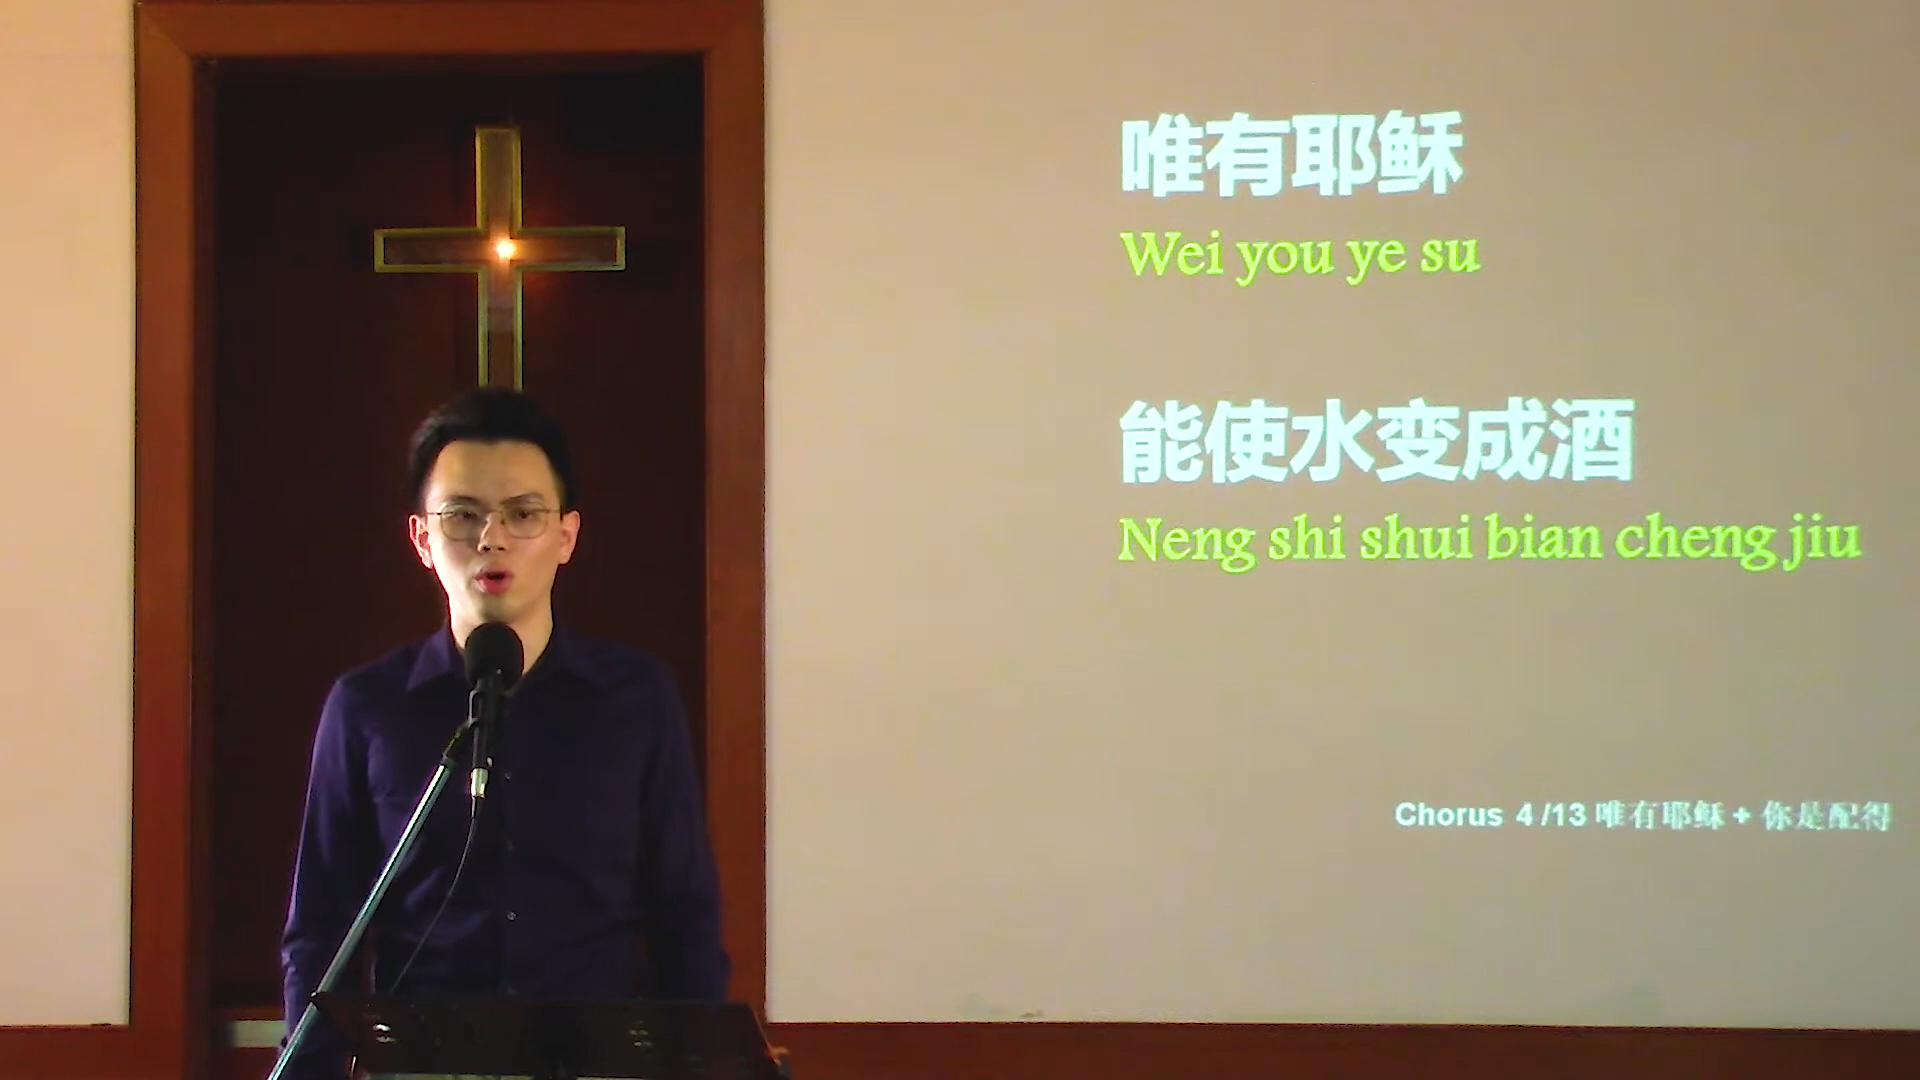 唯有耶稣
Wei you ye su
能使水变成酒
Neng shi shui bian cheng jiu
Chorus 4 /13 唯有耶稣 + 你是配得